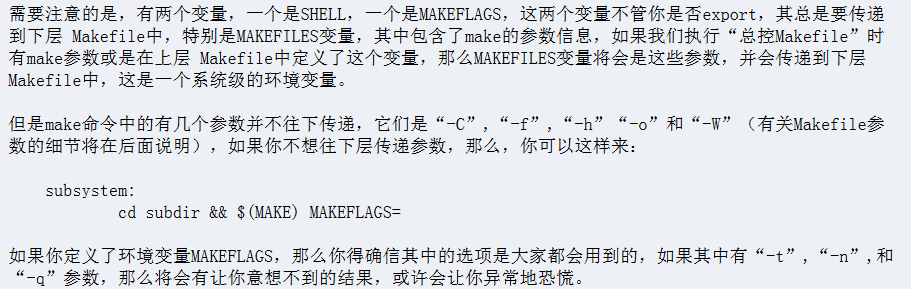 需要注意的是，有两个变量，一个是SHELL，一个是MAKEFLAGS，这两个变量不管你是否export，其总是要传递
到下层 Makefile中，特别是MAKEFILES变量，其中包含了make的参数信息，如果我们执行“总控Makefile”时
有make参数或是在上层 Makefile中定义了这个变量，那么MAKEFILES变量将会是这些参数，并会传递到下层
Makefile中，这是一个系统级的环境变量。
但是make命令中的有几个参数并不往下传递，它们是“-C”,“-f”,“-h”“-o”和“-W”（有关Makefile参
数的细节将在后面说明），如果你不想往下层传递参数，那么，你可以这样来：
subsystem:
cd subdir && $(MAKE) MAKEFLAGS=
如果你定义了环境变量MAKEFLAGS，那么你得确信其中的选项是大家都会用到的，如果其中有“-t”,“-n”,和
“-q”参数，那么将会有让你意想不到的结果，或许会让你异常地恐慌。